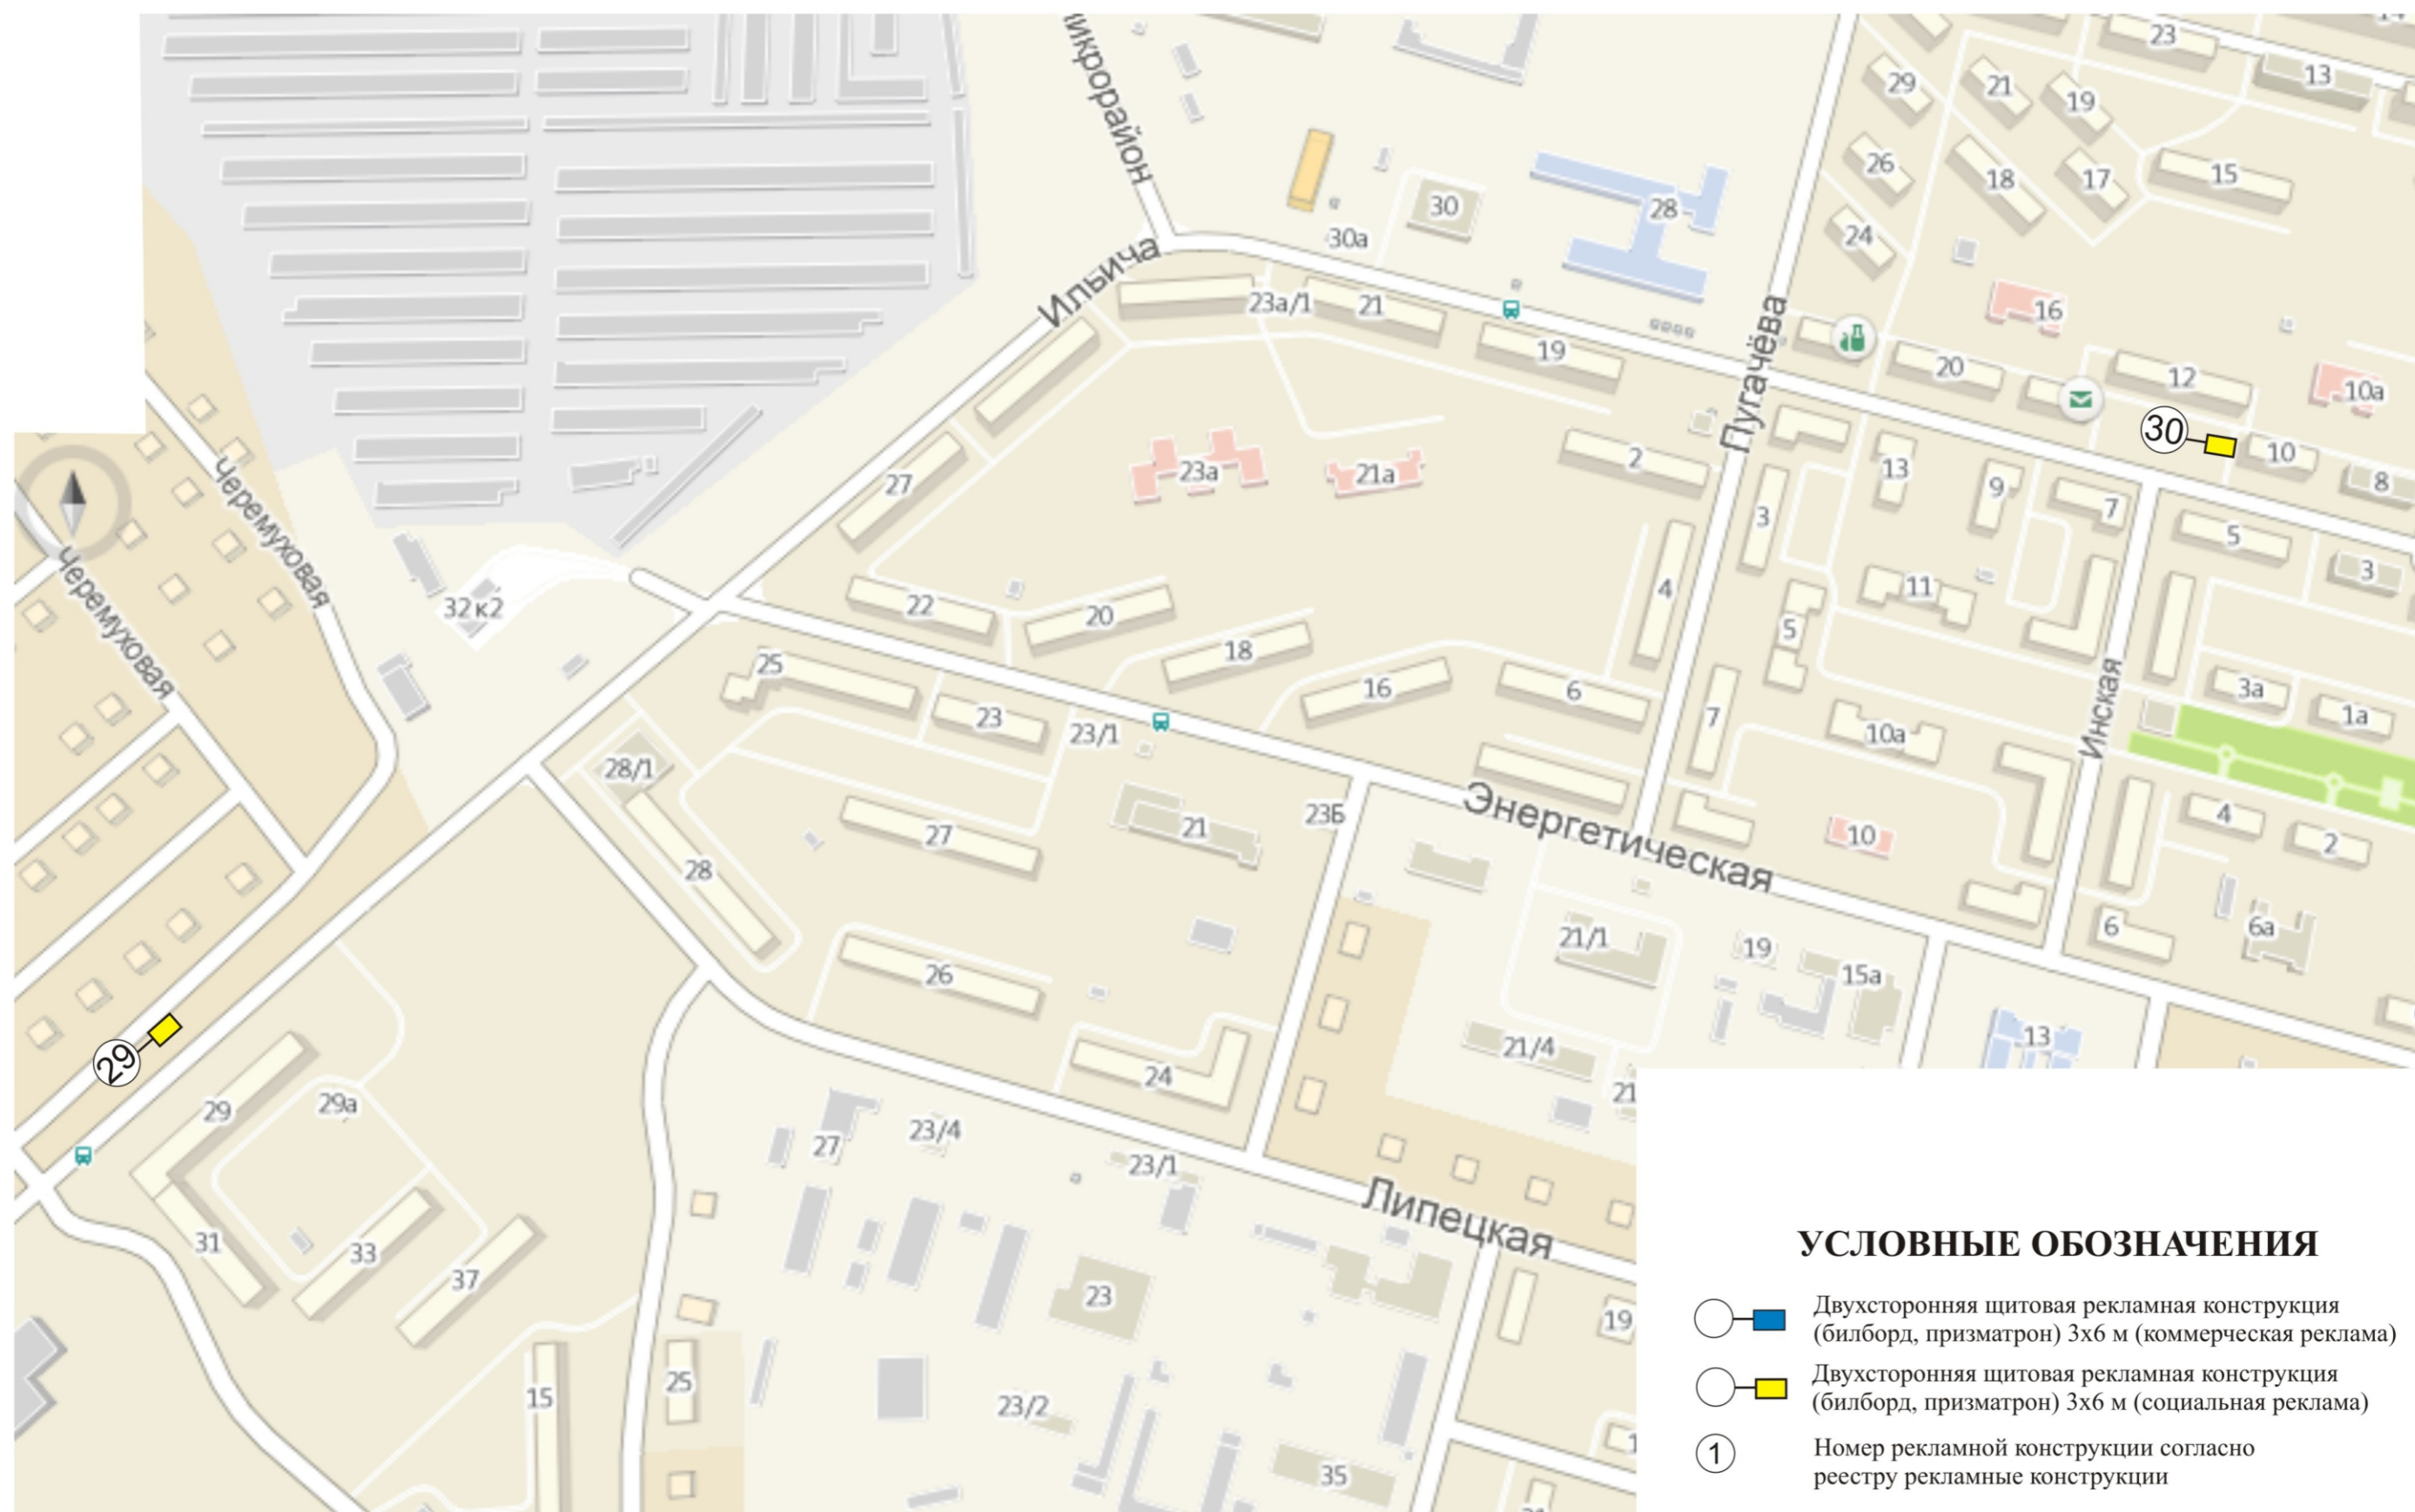 23
14
13
29
21
19
икрорайон
26
18
17
15
30
28
24
30а
Ильича
16
23а/1
21
19
Пугачёва
20
12
10а
30
10
2
13
8
23а
21а
27
9
7
3
Черемуховая
5
3
Черемуховая
11
4
32 к2
22
20
5
18
25
16
6
3а
23
7
1а
23/1
10а
Инская
28/1
Энергетическая
23Б
4
21
27
10
2
28
6
6а
21/1
19
26
15а
13
21/4
29
24
21
29
29а
23/4
27
23/1
Липецкая
31
33
37
23
19
25
15
23/2
35
УСЛОВНЫЕ ОБОЗНАЧЕНИЯ
Двухсторонняя щитовая рекламная конструкция
(билборд, призматрон) 3х6 м (коммерческая реклама)
Двухсторонняя щитовая рекламная конструкция
(билборд, призматрон) 3х6 м (социальная реклама)
1
Номер рекламной конструкции согласно
реестру рекламные конструкции